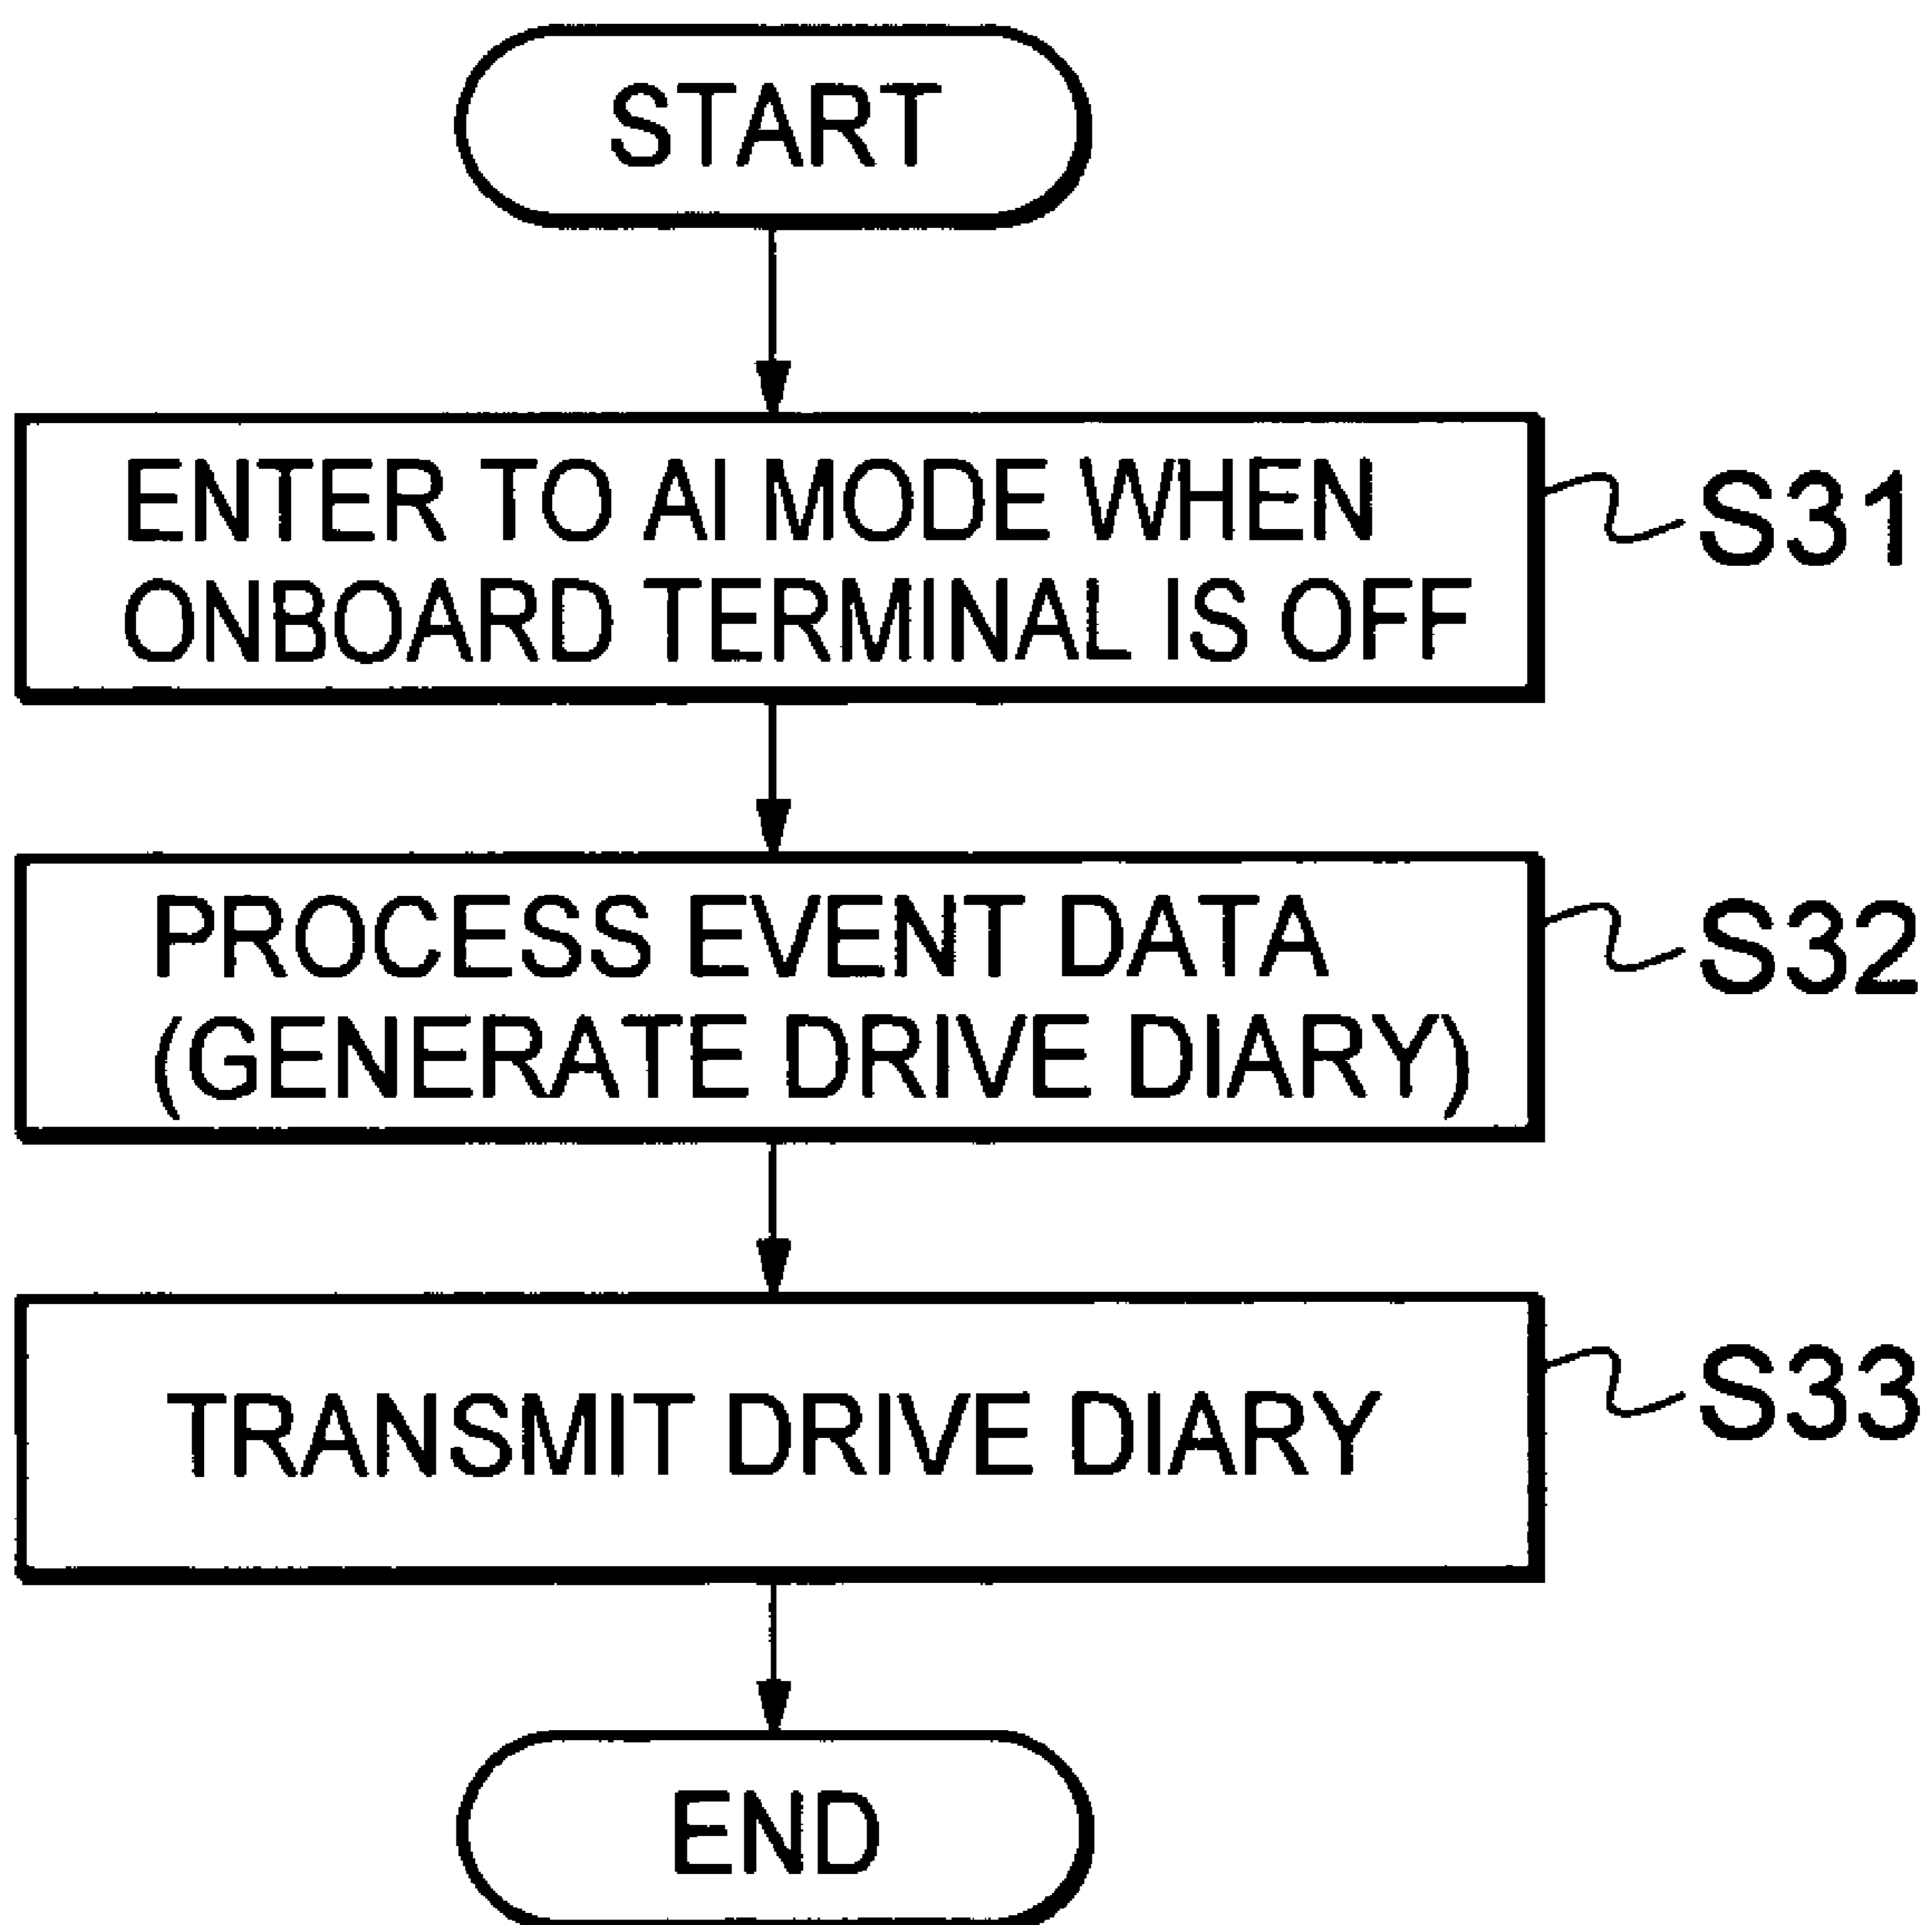 START
ENTER TO AI MODE WHEN
ONBOARD TERMINAL IS OFF
S31
PROCESS EVENT DATA
(GENERATE DRIVE DIARY)
S32
TRANSMIT DRIVE DIARY
S33
END